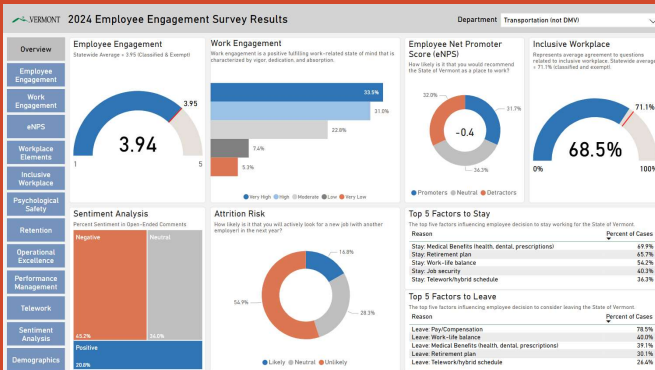 VERMONT
2024 Employee Engagement Survey Results
Department
Transportation (not DMV)
Overview
Employee
Engagement
Work
Engagement
eNPS
Workplace
Elements
Inclusive
Workplace
Psychological
Safety
Retention
Operational
Excellence
Performance
Management
Telework
Sentiment
Analysis
Demographics
Employee Engagement
Statewide Average = 3.95 (Classified & Exempt)
3.95
3.94
1
5
Work Engagement
Work engagement is a positive fulfilling work-related state of mind that is
characterized by vigor, dedication, and absorption.
33.5%
31.0%
22.8%
7.4%
5.3%
Very High High Moderate Low Very Low
Employee Net Promoter
Score (eNPS)
How likely is it that you would recommend
the State of Vermont as a place to work?
32.0%
31.7%
-0.4
36.3%
Promoters Neutral Detractors
Inclusive Workplace
Represents average agreement to questions
related to inclusive workplace. Statewide average
= 71.1% (classified and exempt).
71.1%
68.5%
0%
100%
Sentiment Analysis
Percent Sentiment in Open-Ended Comments
Negative
Neutral
45.2%
34.0%
Positive
20.8%
Attrition Risk
How likely is it that you will actively look for a new job (with another
employer) in the next year?
16.8%
54.9%
28.3%
Likely Neutral Unlikely
Top 5 Factors to Stay
The top five factors influencing employee decision to stay working for the State of Vermont.
Reason Percent of Cases
Stay: Medical Benefits (health, dental, prescriptions) 69.9%
Stay: Retirement plan 65.7%
Stay: Work-life balance 54.2%
Stay: Job security 40.3%
Stay: Telework/hybrid schedule 36.3%
Top 5 Factors to Leave
The top five factors influencing employee decision to consider leaving the State of Vermont.
Reason Percent of Cases
Leave: Pay/Compensation 78.5%
Leave: Work-life balance 40.0%
Leave: Medical Benefits (health, dental, prescriptions) 39.1%
Leave: Retirement plan 30.1%
Leave: Telework/hybrid schedule 26.4%